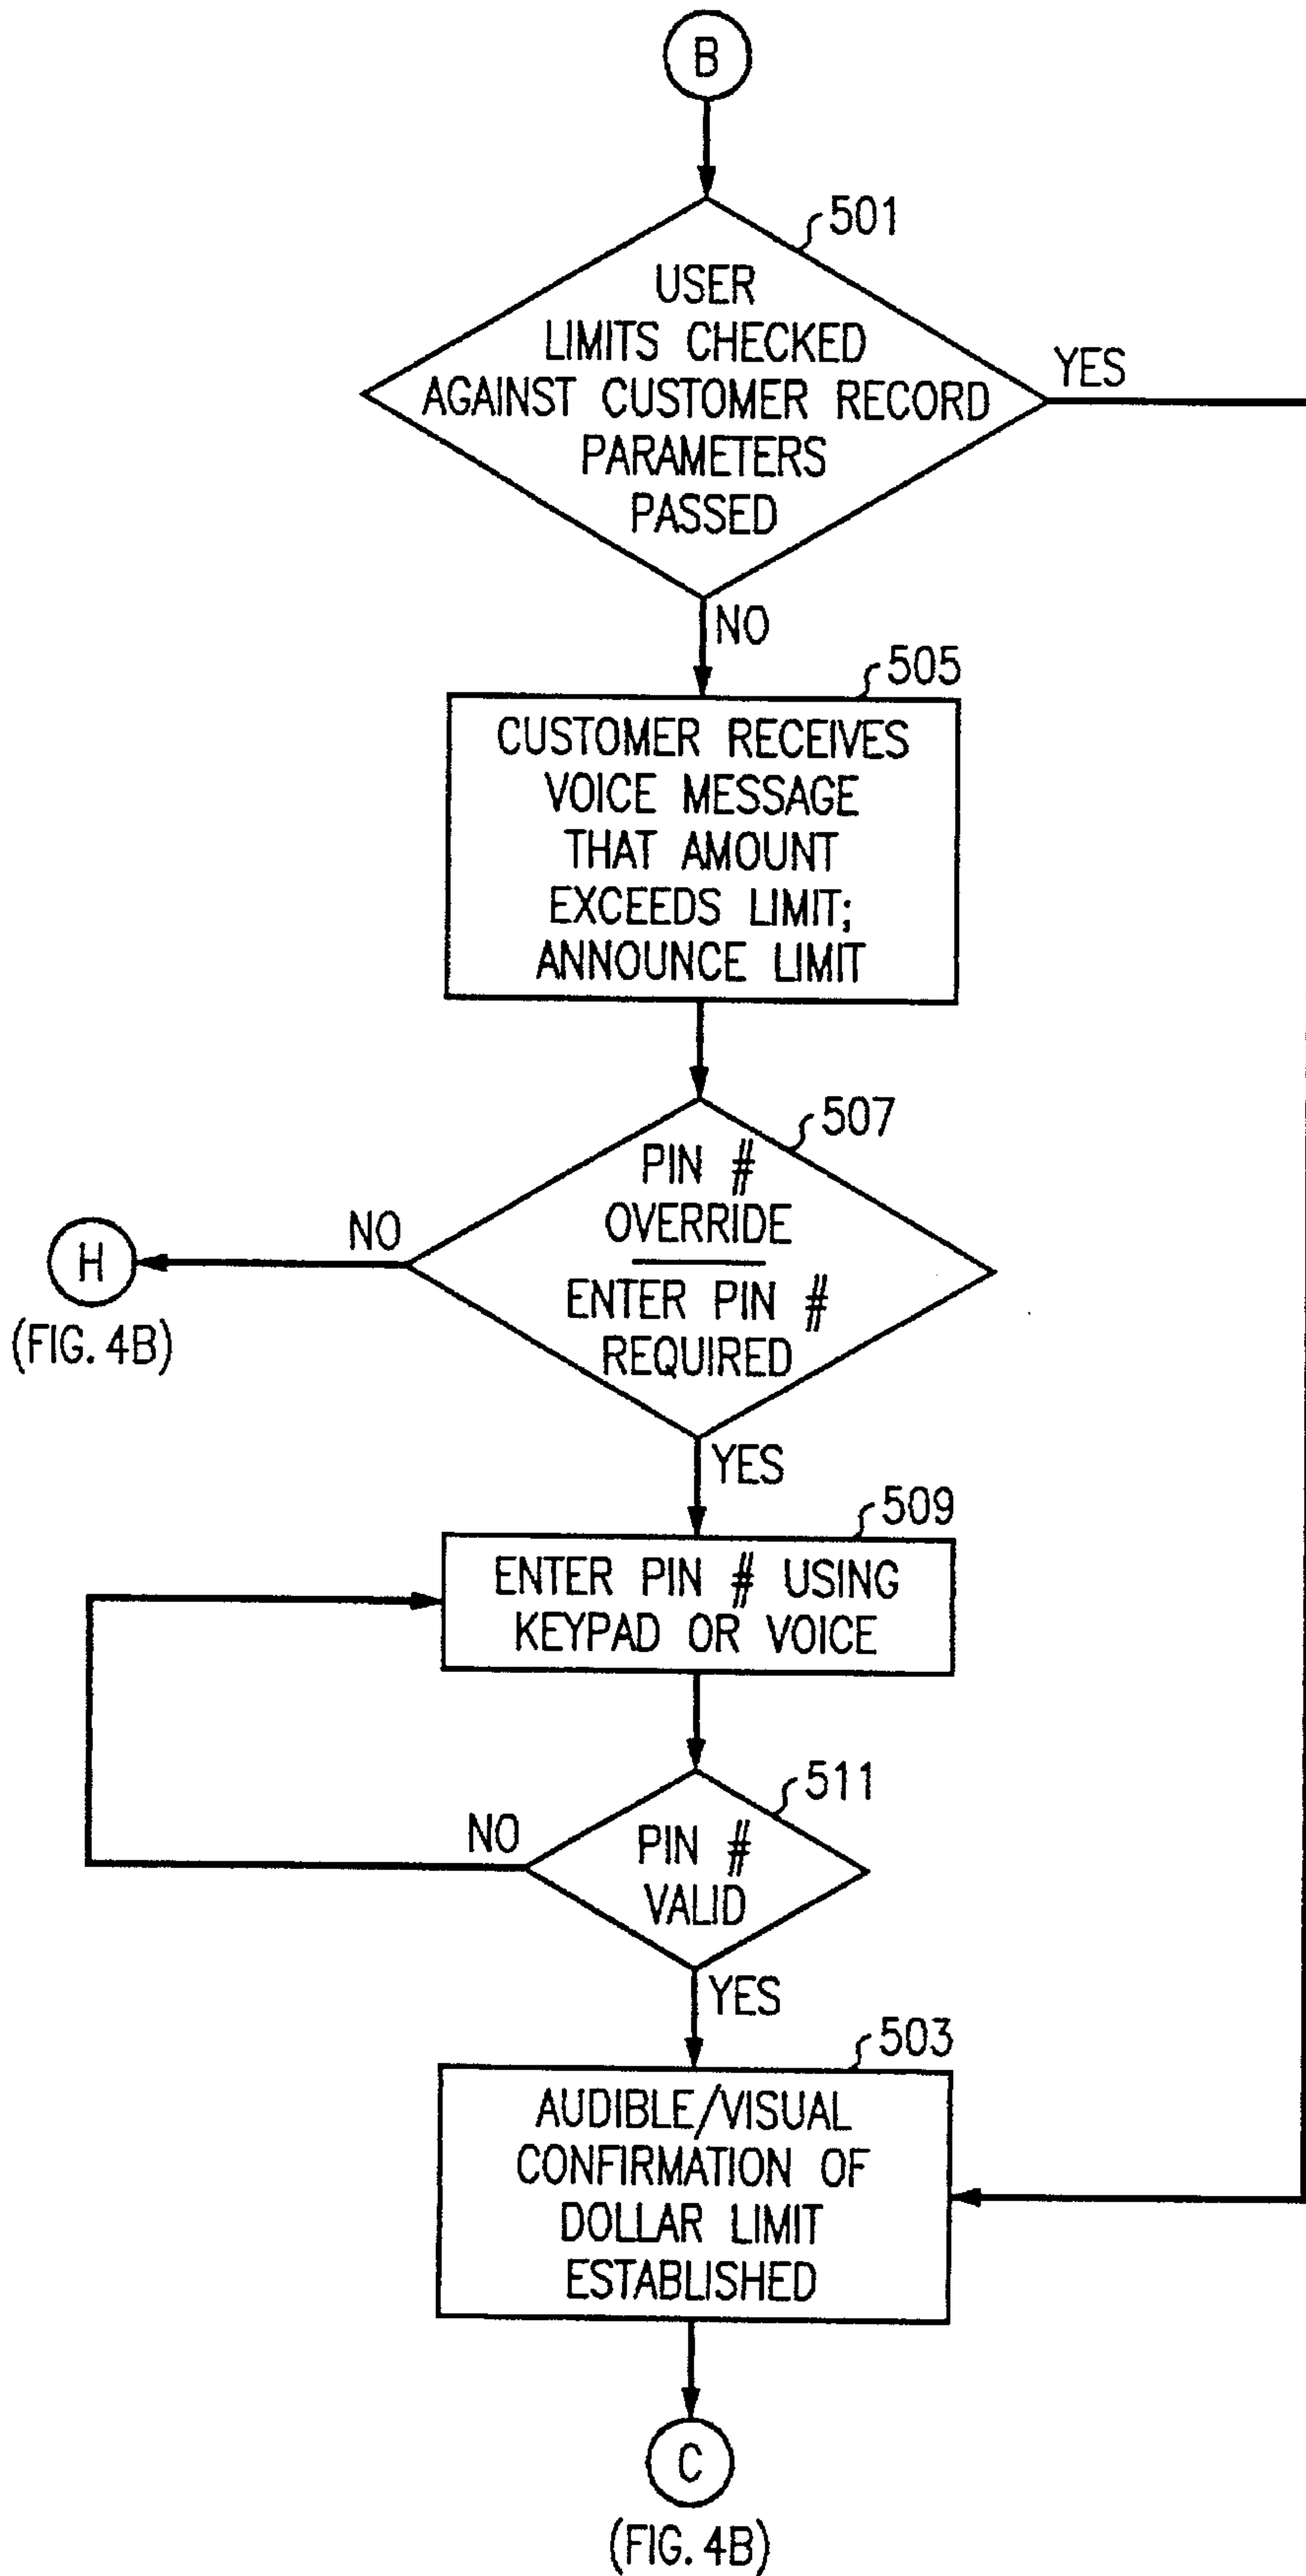 B
501
USER
LIMITS CHECKED
AGAINST CUSTOMER RECORD
PARAMETERS
PASSED
YES
NO
505
CUSTOMER RECEIVES
VOICE MESSAGE
THAT AMOUNT
EXCEEDS LIMIT;
ANNOUNCE LIMIT
507
PIN #
OVERRIDE
ENTER PIN #
REQUIRED
NO
H
(FIG. 4B)
YES
509
ENTER PIN # USING
KEYPAD OR VOICE
511
PIN #
VALID
NO
YES
503
AUDIBLE/VISUAL
CONFIRMATION OF
DOLLAR LIMIT
ESTABLISHED
C
(FIG. 4B)